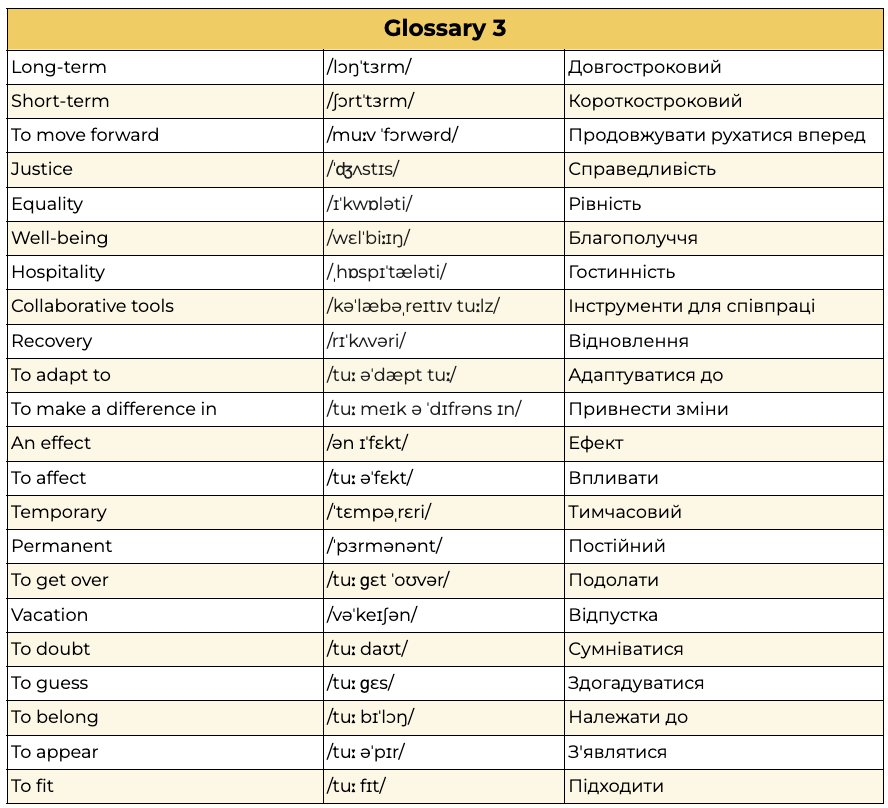 Glossary 3
Long-term /lɔŋˈtɜrm/ Довгостроковий
Short-term /ʃɔrtˈtɜrm/ Короткостроковий
To move forward /muːv ˈfɔrwərd/ Продовжувати рухатися вперед
Justice /ˈʤʌstɪs/ Справедливість
Equality /ɪˈkwɒləti/ Рівність
Well-being /wɛlˈbiːɪŋ/ Благополуччя
Hospitality /ˌhɒspɪˈtæləti/ Гостинність
Collaborative tools /kəˈlæbəˌreɪtɪv tuːlz/ Інструменти для співпраці
Recovery /rɪˈkʌvəri/ Відновлення
To adapt to /tuː əˈdæpt tuː/ Адаптуватися до
To make a difference in /tuː meɪk ə ˈdɪfrəns ɪn/ Привнести зміни
An effect /ən ɪˈfɛkt/ Ефект
To affect /tuː əˈfɛkt/ Впливати
Temporary /ˈtɛmpəˌrɛri/ Тимчасовий
Permanent /ˈpɜrmənənt/ Постійний
To get over /tuː ɡɛt ˈoʊvər/ Подолати
Vacation /vəˈkeɪʃən/ Відпустка
To doubt /tuː daʊt/ Сумніватися
To guess /tuː ɡɛs/ Здогадуватися
To belong /tuː bɪˈlɔŋ/ Належати до
To appear /tuː əˈpɪr/ З'являтися
To fit /tuː fɪt/ Підходити